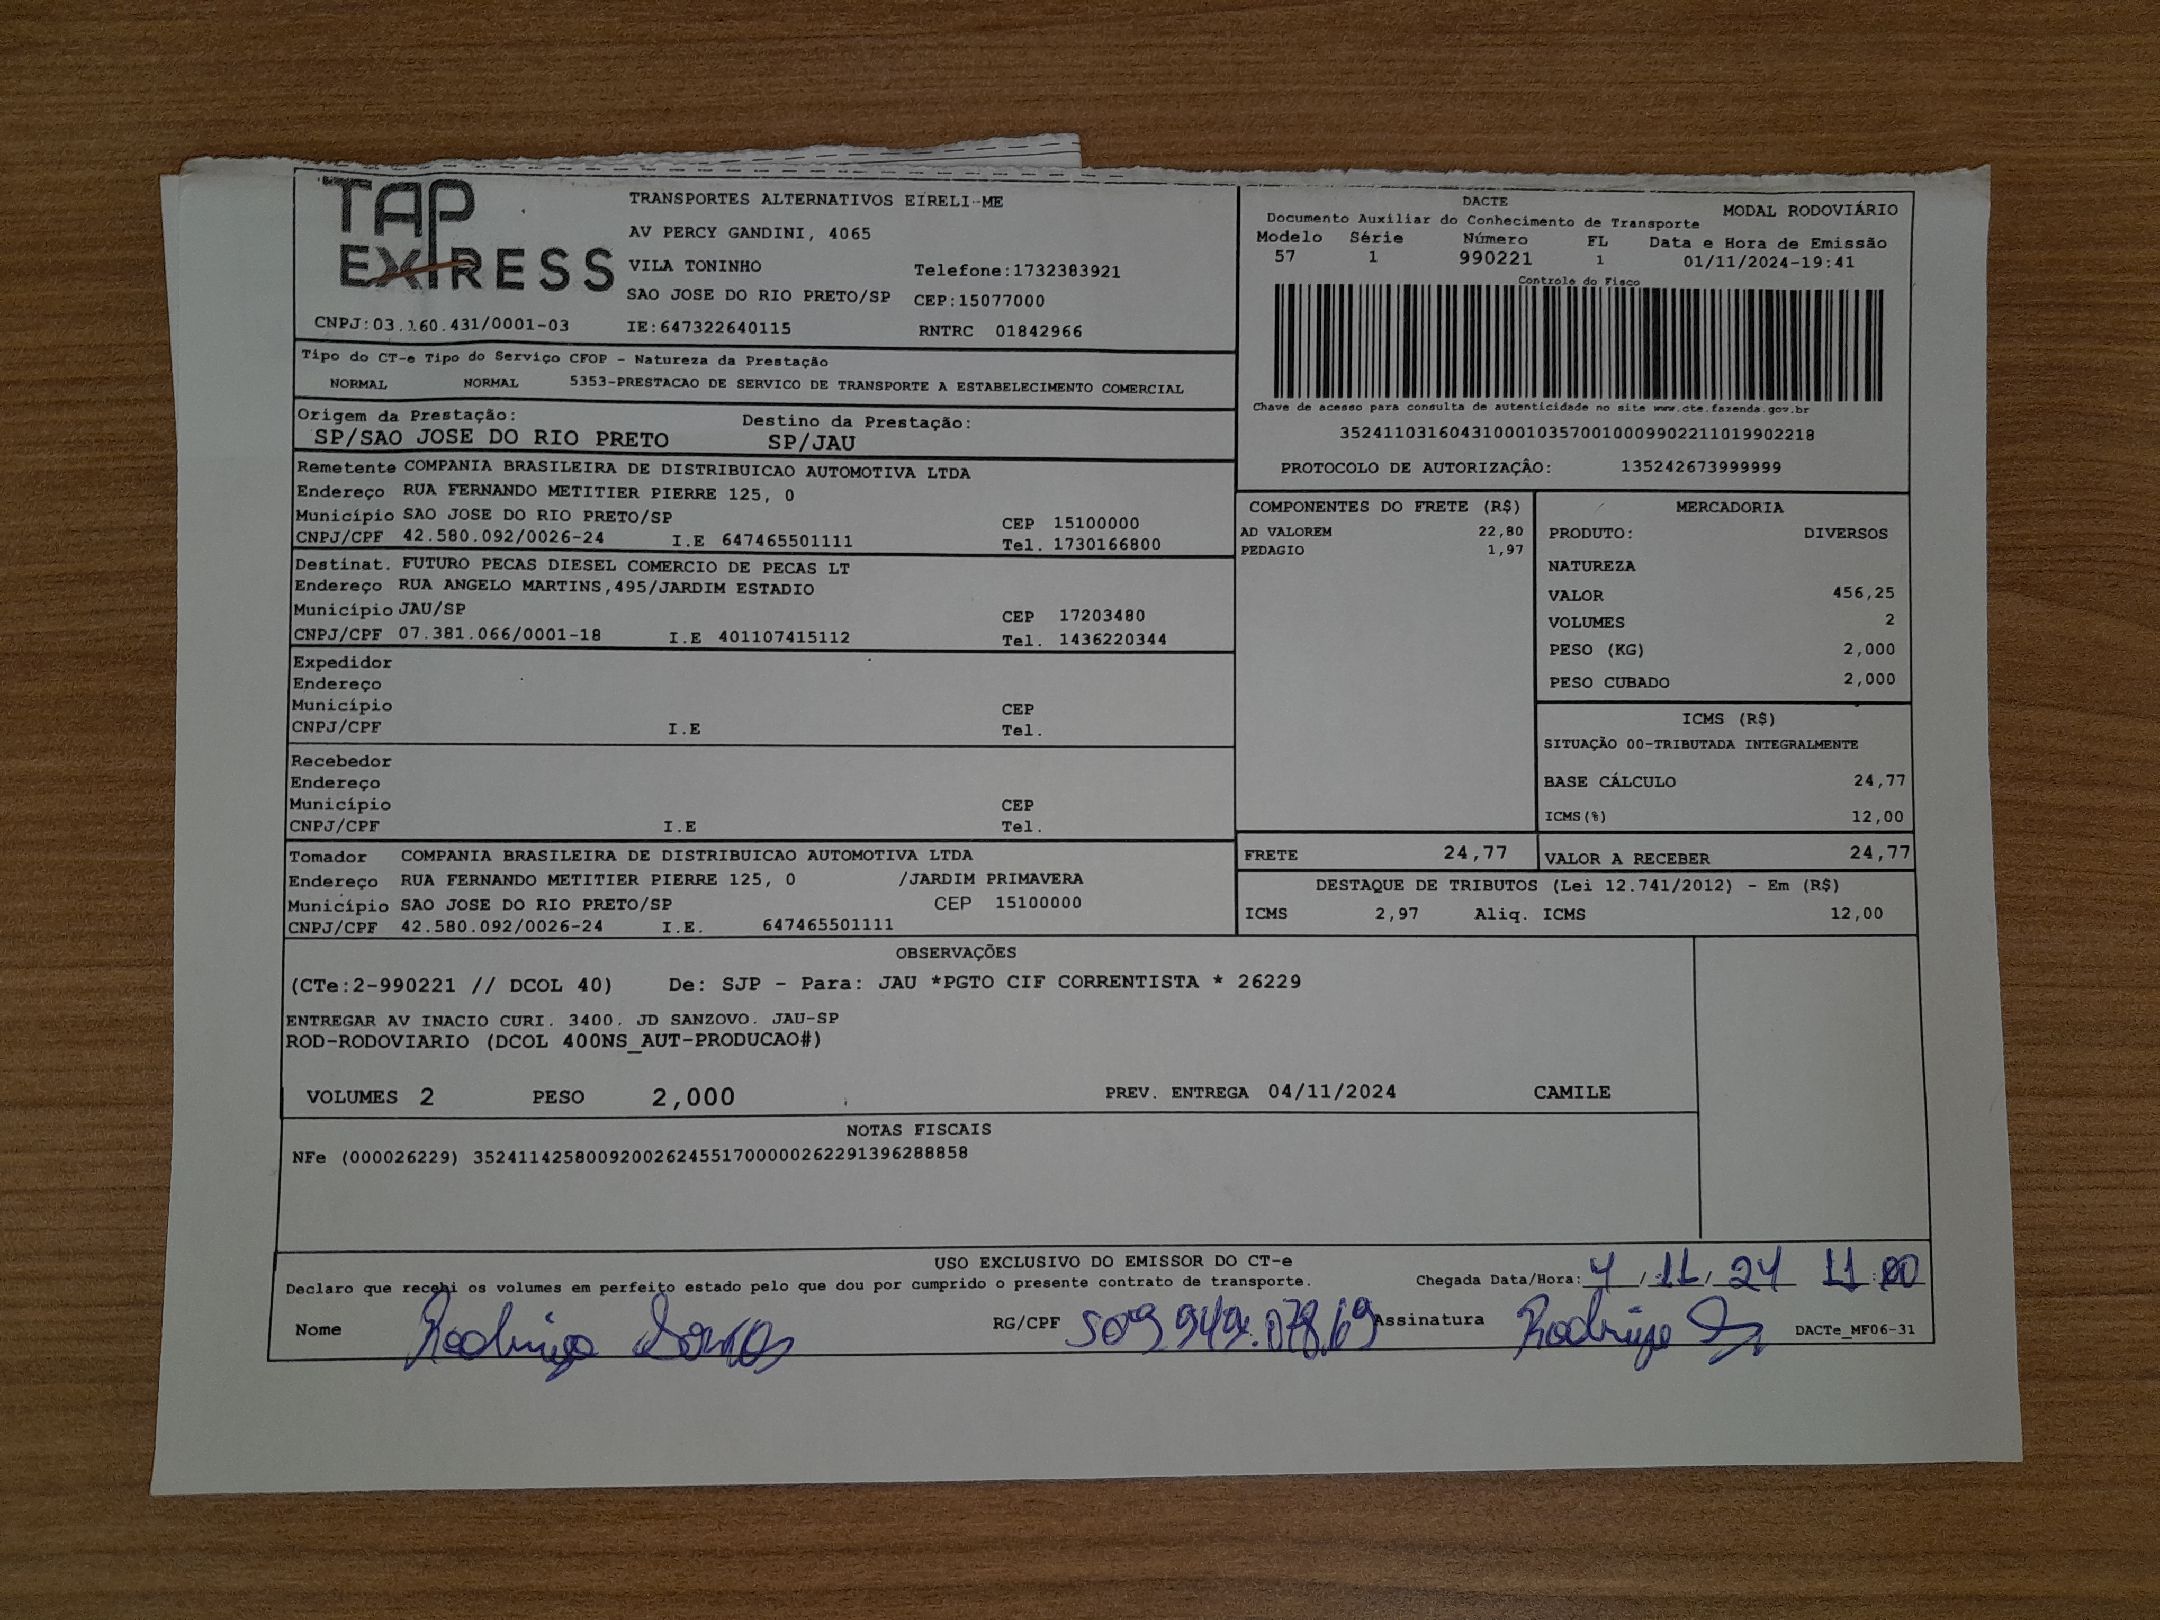 TAP
EXPRESS
TRANSPORTES ALTERNATIVOS EIRELI-ME
AV PERCY GANDINI, 4065
VILA TONINHO Telefone:1732383921
SAO JOSE DO RIO PRETO/SP CEP:15077000
CNPJ:03.160.431/0001-03 IE:647322640115 RNTRC 01842966
DACTE
Documento Auxiliar do Conhecimento de Transporte MODAL RODOVIÁRIO
Modelo Série Número FL Data e Hora de Emissão
57 1 990221 1 01/11/2024-19:41
Controle do Fisco
Chave de acesso para consulta de autenticidade no site www.cte.fazenda.gov.br
35241103160431000103570010009902211019902218
PROTOCOLO DE AUTORIZAÇÂO: 135242673999999
Tipo do CT-e Tipo do Serviço CFOP - Natureza da Prestação
NORMAL NORMAL 5353-PRESTACAO DE SERVICO DE TRANSPORTE A ESTABELECIMENTO COMERCIAL
Origem da Prestação: Destino da Prestação:
SP/SAO JOSE DO RIO PRETO SP/JAU
Remetente COMPANIA BRASILEIRA DE DISTRIBUICAO AUTOMOTIVA LTDA
Endereço RUA FERNANDO METITIER PIERRE 125, 0
Município SAO JOSE DO RIO PRETO/SP CEP 15100000
CNPJ/CPF 42.580.092/0026-24 I.E 647465501111 Tel. 1730166800
Destinat. FUTURO PECAS DIESEL COMERCIO DE PECAS LT
Endereço RUA ANGELO MARTINS,495/JARDIM ESTADIO
Município JAU/SP CEP 17203480
CNPJ/CPF 07.381.066/0001-18 I.E 401107415112 Tel. 1436220344
Expedidor
Endereço
Município CEP
CNPJ/CPF I.E Tel.
Recebedor
Endereço
Município CEP
CNPJ/CPF I.E Tel.
Tomador COMPANIA BRASILEIRA DE DISTRIBUICAO AUTOMOTIVA LTDA
Endereço RUA FERNANDO METITIER PIERRE 125, 0 /JARDIM PRIMAVERA
Município SAO JOSE DO RIO PRETO/SP CEP 15100000
CNPJ/CPF 42.580.092/0026-24 I.E. 647465501111
COMPONENTES DO FRETE (R$)
AD VALOREM 22,80
PEDAGIO 1,97
MERCADORIA
PRODUTO: DIVERSOS
NATUREZA
VALOR 456,25
VOLUMES 2
PESO (KG) 2,000
PESO CUBADO 2,000
ICMS (R$)
SITUAÇÃO 00-TRIBUTADA INTEGRALMENTE
BASE CÁLCULO 24,77
ICMS(%) 12,00
FRETE 24,77 VALOR A RECEBER 24,77
DESTAQUE DE TRIBUTOS (Lei 12.741/2012) - Em (R$)
ICMS 2,97 Aliq. ICMS 12,00
OBSERVAÇÕES
(CTe:2-990221 // DCOL 40) De: SJP - Para: JAU *PGTO CIF CORRENTISTA * 26229
ENTREGAR AV INACIO CURI. 3400. JD SANZOVO. JAU-SP
ROD-RODOVIARIO (DCOL 400NS_AUT-PRODUCAO#)
VOLUMES 2 PESO 2,000 PREV. ENTREGA 04/11/2024 CAMILE
NOTAS FISCAIS
NFe (000026229) 35241142580092002624551700000262291396288858
USO EXCLUSIVO DO EMISSOR DO CT-e
Declaro que recebi os volumes em perfeito estado pelo que dou por cumprido o presente contrato de transporte. Chegada Data/Hora: 4/11/24 11:00
Nome Rodrigo RG/CPF Assinatura Rodrigo DACTe_MF06-31